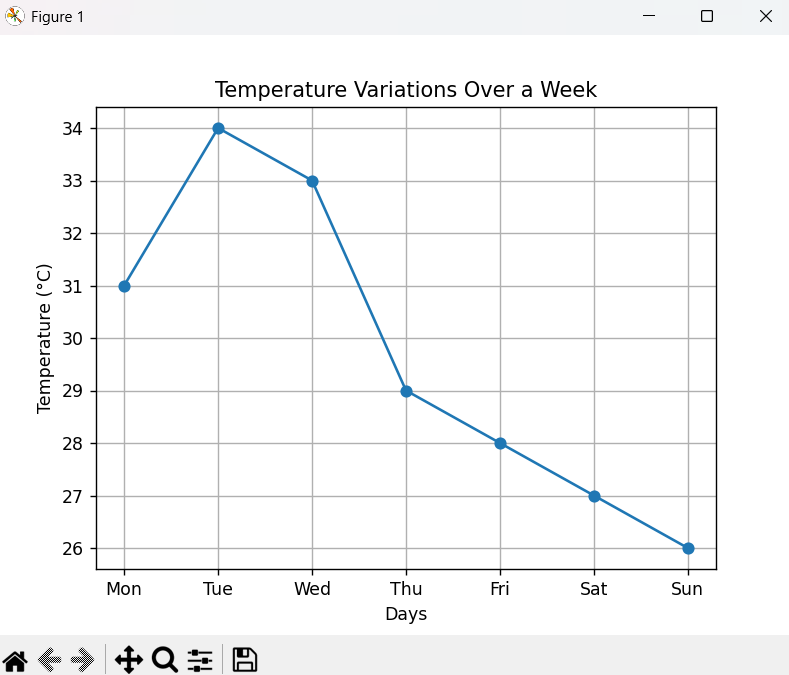 Figure 1
Temperature Variations Over a Week
34
33
32
31
30
29
28
27
26
Temperature (°C)
Mon Tue Wed Thu Fri Sat Sun
Days